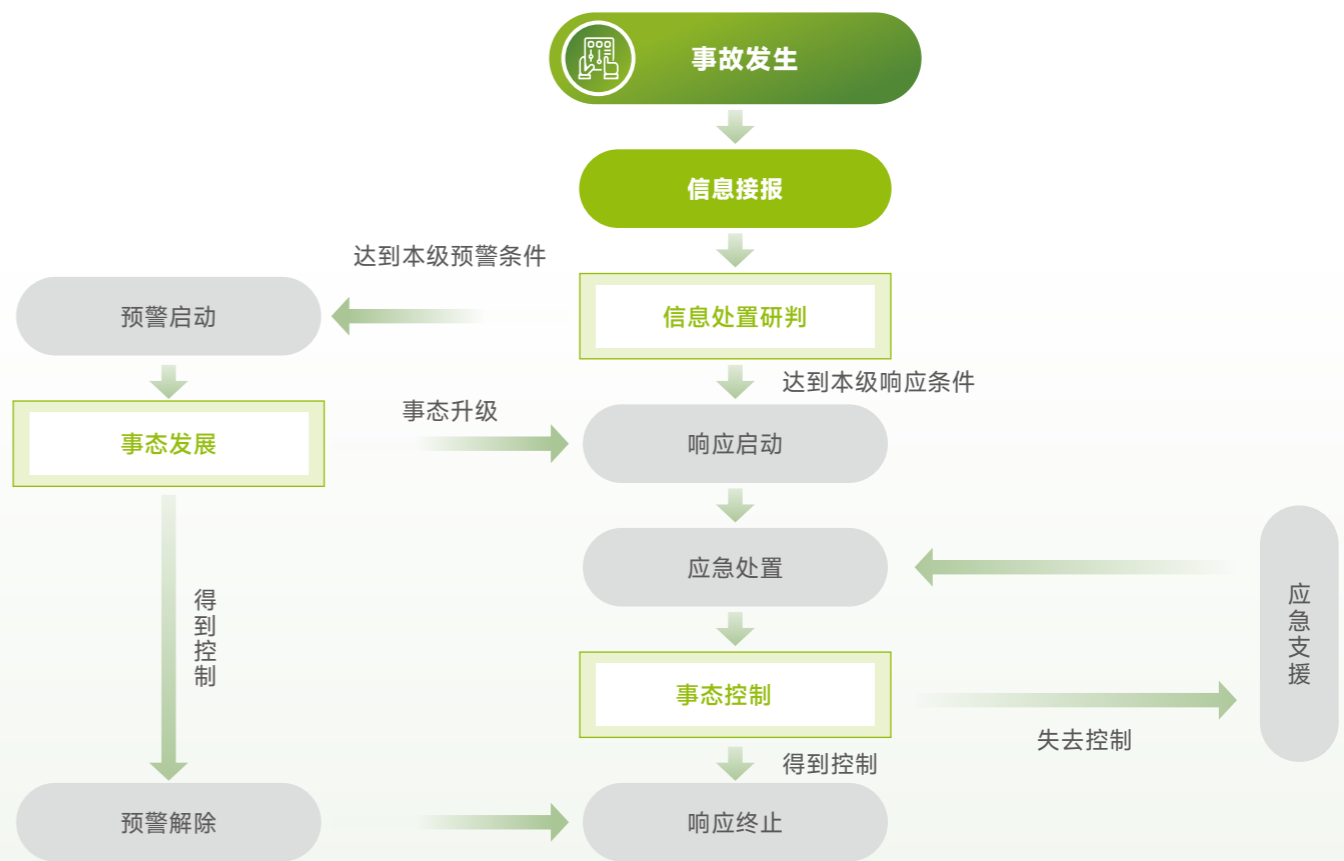 事故发生
信息接报
达到本级预警条件
预警启动
信息处置研判
达到本级响应条件
事态升级
事态发展
响应启动
应急处置
得到控制
应急支援
事态控制
失去控制
得到控制
预警解除
响应终止